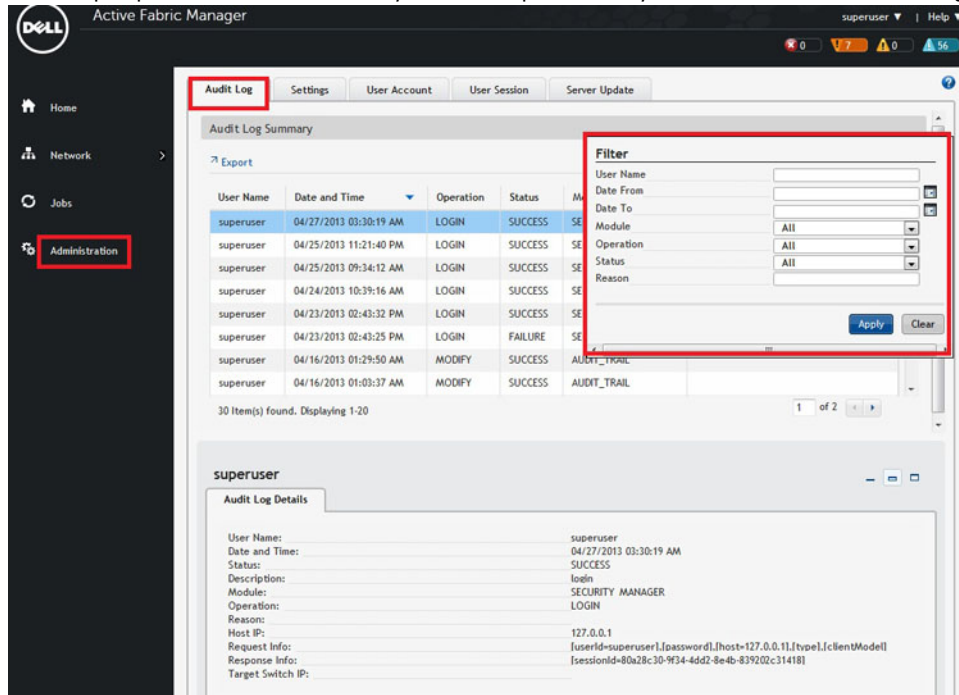 DELL
Active Fabric Manager
superuser ▼ | Help
0 7 0 56
Home
Network >
Jobs
Administration
Audit Log Settings User Account User Session Server Update
Audit Log Summary
Export
User Name Date and Time Operation Status
superuser 04/27/2013 03:30:19 AM LOGIN SUCCESS
superuser 04/25/2013 11:21:40 PM LOGIN SUCCESS
superuser 04/25/2013 09:34:12 AM LOGIN SUCCESS
superuser 04/24/2013 10:39:16 AM LOGIN SUCCESS
superuser 04/23/2013 02:43:32 PM LOGIN SUCCESS
superuser 04/23/2013 02:43:25 PM LOGIN FAILURE
superuser 04/16/2013 01:29:50 AM MODIFY SUCCESS AUDIT_TRAIL
superuser 04/16/2013 01:03:37 AM MODIFY SUCCESS AUDIT_TRAIL
30 Item(s) found. Displaying 1-20
1 of 2
Filter
User Name
Date From
Date To
Module All
Operation All
Status All
Reason
Apply Clear
superuser
Audit Log Details
User Name: superuser
Date and Time: 04/27/2013 03:30:19 AM
Status: SUCCESS
Description: login
Module: SECURITY MANAGER
Operation: LOGIN
Reason:
Host IP: 127.0.0.1
Request Info: [userId=superuser],[password],[host=127.0.0.1],[type],[clientModel]
Response Info: [sessionId=80a28c30-9f34-4dd2-8e4b-839202c31418]
Target Switch IP: